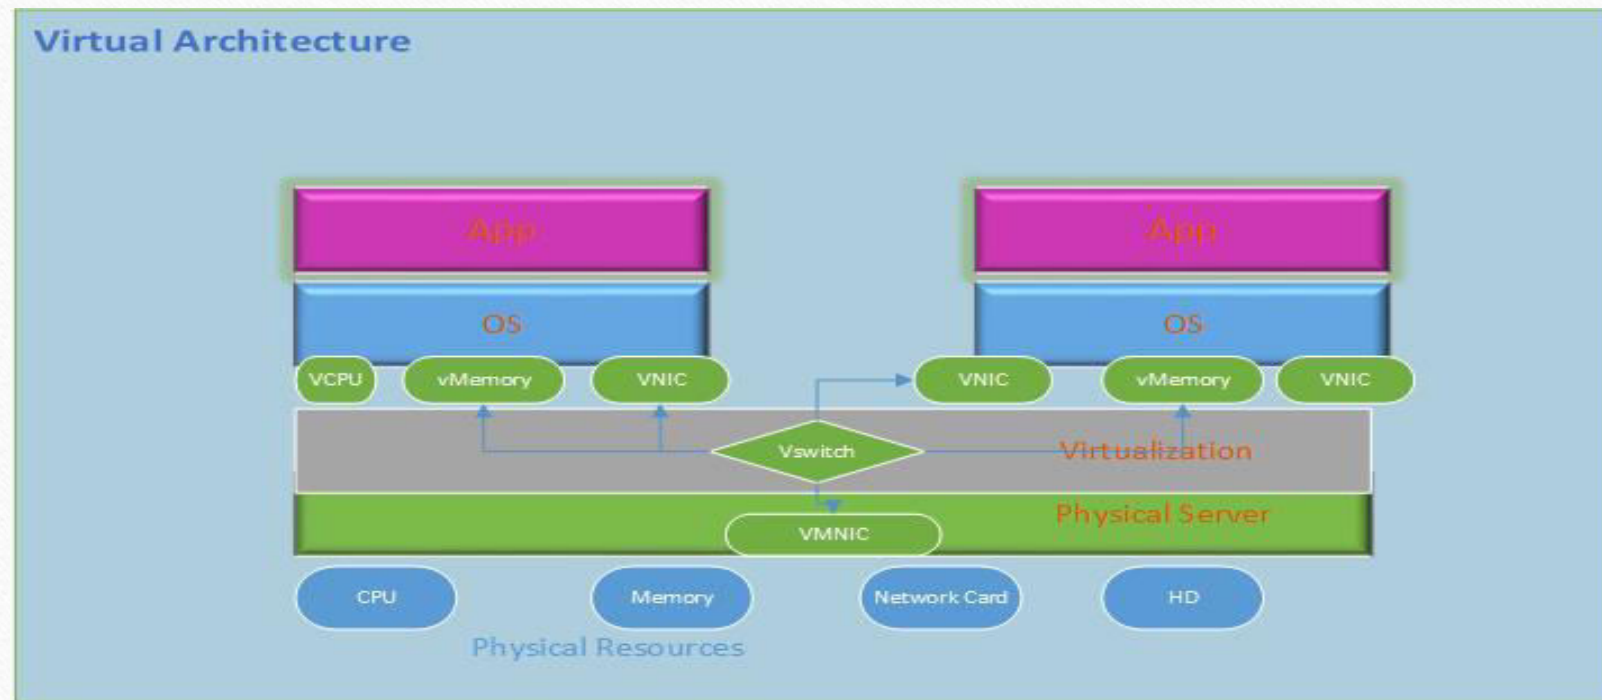 Virtual Architecture
App
App
OS
OS
VCPU
vMemory
VNIC
VNIC
vMemory
VNIC
Vswitch
Virtualization
Physical Server
VMNIC
CPU
Memory
Network Card
HD
Physical Resources